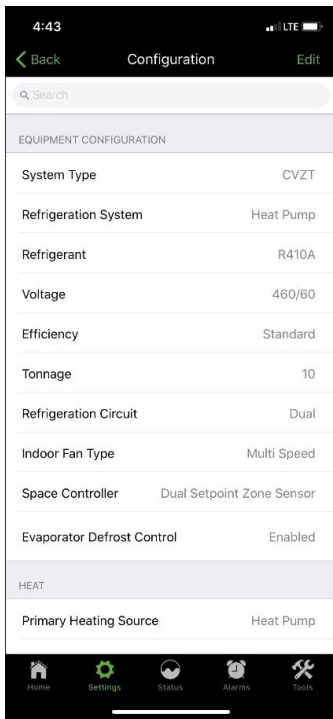 4:43 LTE
Back Configuration Edit
Search
EQUIPMENT CONFIGURATION
System Type CVZT
Refrigeration System Heat Pump
Refrigerant R410A
Voltage 460/60
Efficiency Standard
Tonnage 10
Refrigeration Circuit Dual
Indoor Fan Type Multi Speed
Space Controller Dual Setpoint Zone Sensor
Evaporator Defrost Control Enabled
HEAT
Primary Heating Source Heat Pump
Home Settings Status Alarms Tools